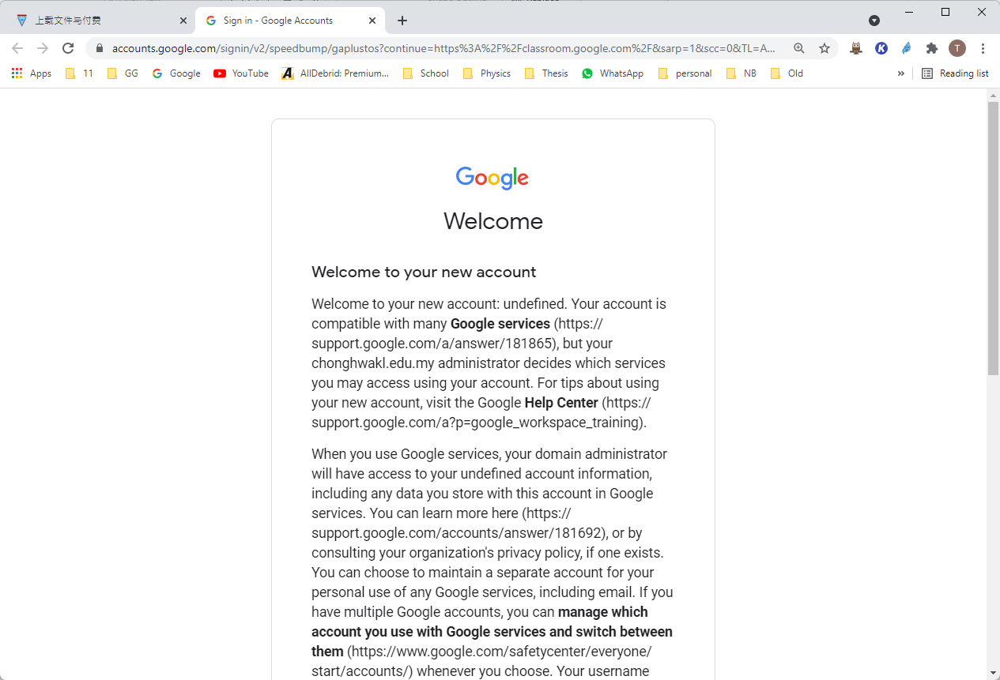 上载文件与付费
Sign in - Google Accounts
accounts.google.com/signin/v2/speedbump/gaplustos?continue=https%3A%2F%2Fclassroom.google.com%2F&sarp=1&scc=0&TL=A...
K
T
Apps
11
GG
Google
YouTube
AllDebrid: Premium...
School
Physics
Thesis
WhatsApp
personal
NB
Old
»
Reading list
Google
Welcome
Welcome to your new account
Welcome to your new account: undefined. Your account is
compatible with many Google services (https://
support.google.com/a/answer/181865), but your
chonghwakl.edu.my administrator decides which services
you may access using your account. For tips about using
your new account, visit the Google Help Center (https://
support.google.com/a?p=google_workspace_training).
When you use Google services, your domain administrator
will have access to your undefined account information,
including any data you store with this account in Google
services. You can learn more here (https://
support.google.com/accounts/answer/181692), or by
consulting your organization's privacy policy, if one exists.
You can choose to maintain a separate account for your
personal use of any Google services, including email. If you
have multiple Google accounts, you can manage which
account you use with Google services and switch between
them (https://www.google.com/safetycenter/everyone/
start/accounts/) whenever you choose. Your username